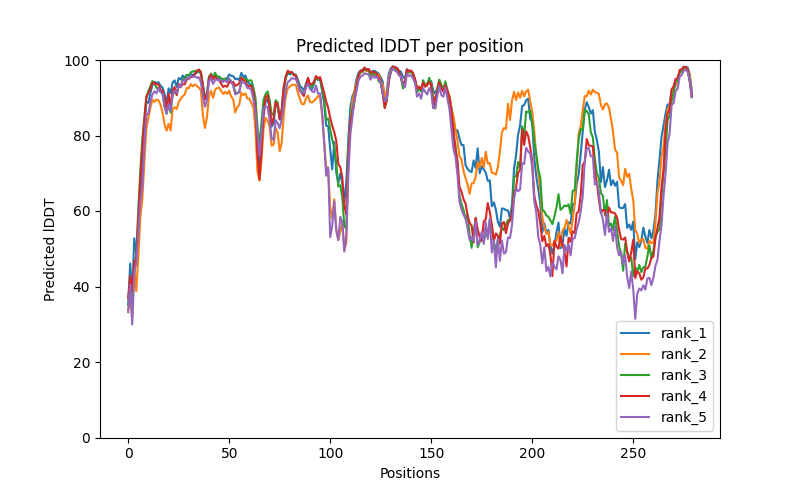 Predicted lDDT per position
100
80
60
40
20
0
Predicted lDDT
0 50 100 150 200 250
Positions
rank_1
rank_2
rank_3
rank_4
rank_5